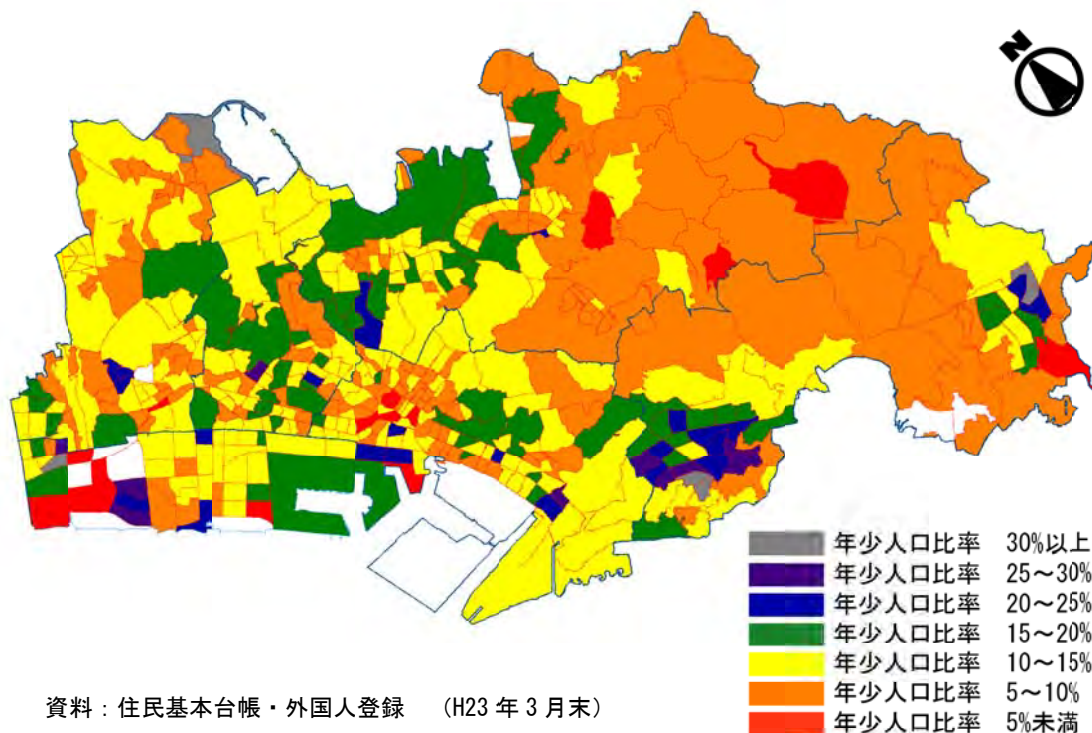 N
年少人口比率 30%以上
年少人口比率 25~30%
年少人口比率 20~25%
年少人口比率 15~20%
年少人口比率 10~15%
年少人口比率 5~10%
年少人口比率 5%未満
資料:住民基本台帳・外国人登録 (H23年3月末)